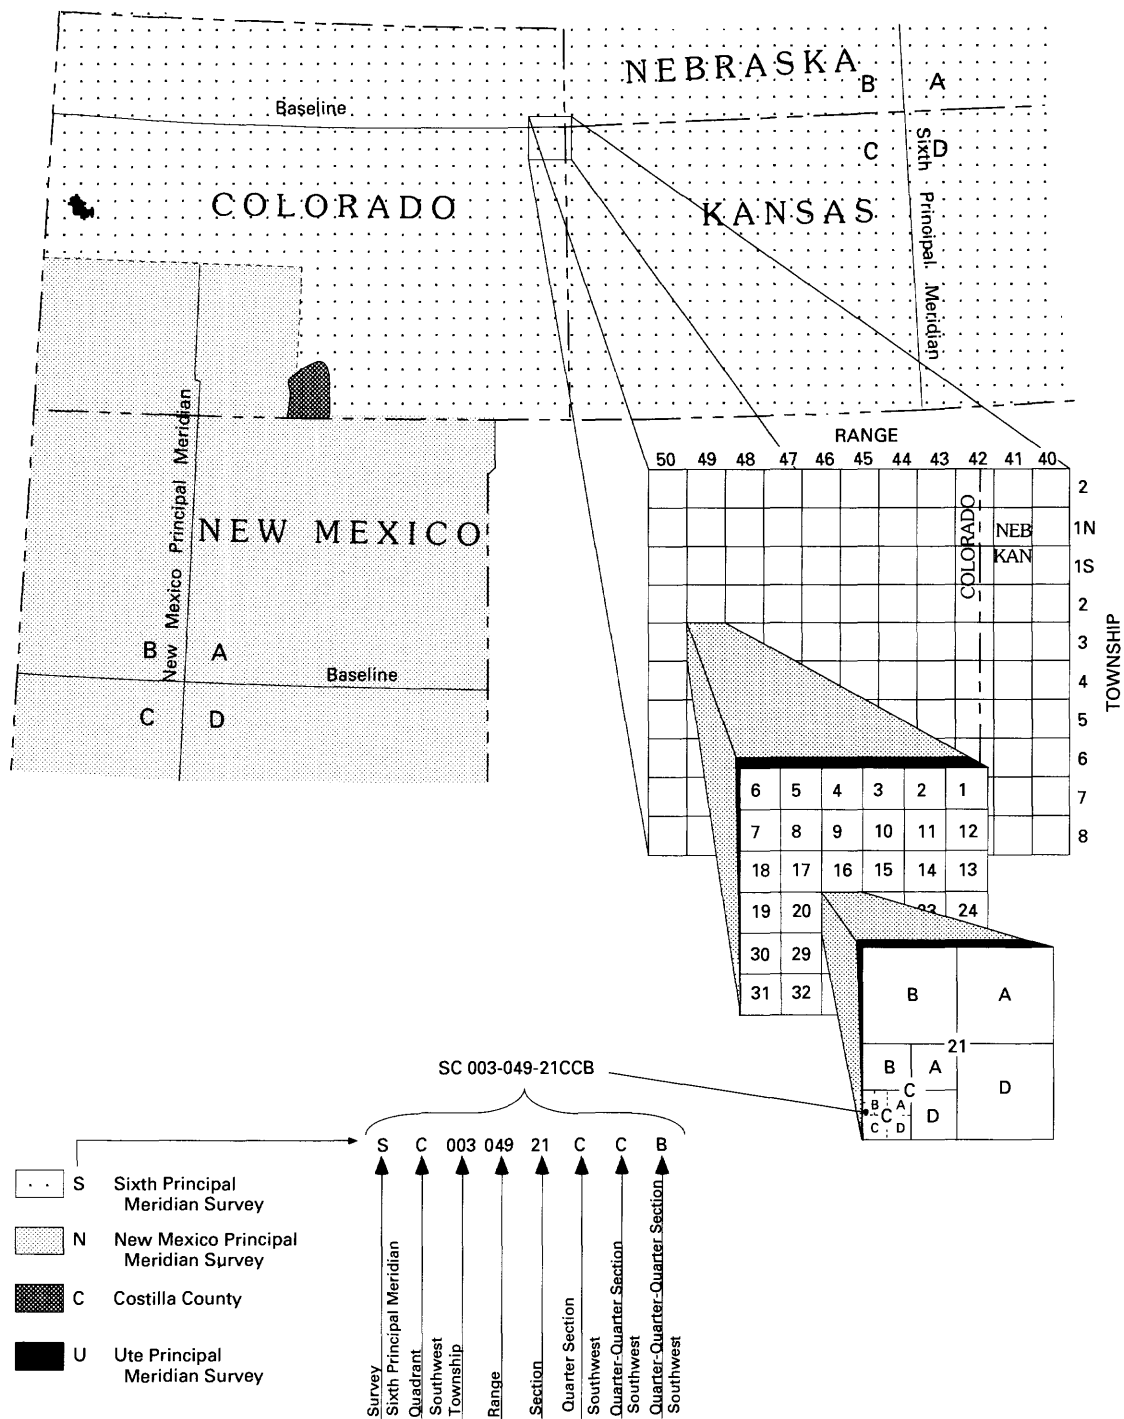 NEBRASKA
B A
Baseline
C D
COLORADO
KANSAS
Sixth Prinoipal Meridian
New Mexico Principal Meridian
NEW MEXICO
B A
Baseline
C D
RANGE
50 49 48 47 46 45 44 43 42 41 40
2
1N
1S
2
3
4
5
6
7
8
TOWNSHIP
COLORADO
NEB
KAN
6 5 4 3 2 1
7 8 9 10 11 12
18 17 16 15 14 13
19 20 23 24
30 29
31 32
B A
21
B A
C
D
D
B A
C
C D
SC 003-049-21CCB
S C 003 049 21 C C B
Survey
Sixth Principal Meridian
Quadrant
Southwest
Township
Range
Section
Quarter Section
Southwest
Quarter-Quarter Section
Southwest
Quarter-Quarter-Quarter Section
Southwest
S Sixth Principal
Meridian Survey
N New Mexico Principal
Meridian Survey
C Costilla County
U Ute Principal
Meridian Survey